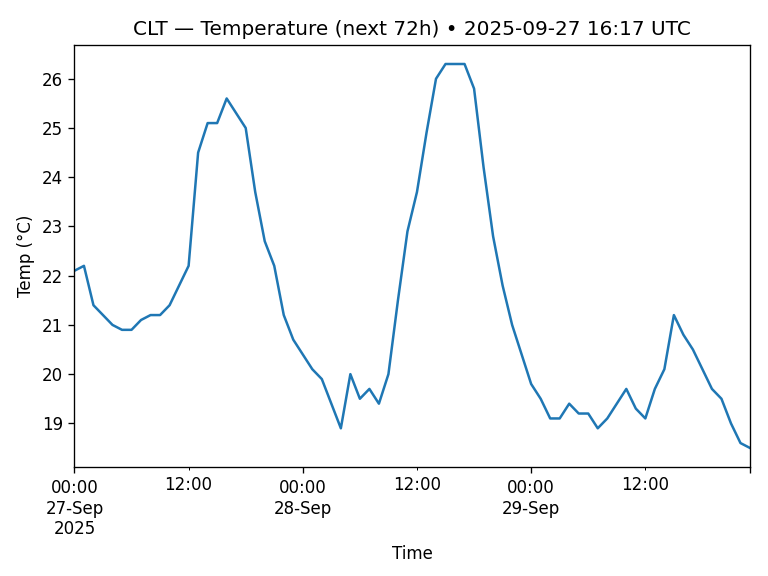 CLT — Temperature (next 72h) • 2025-09-27 16:17 UTC
Temp (°C)
26
25
24
23
22
21
20
19
00:00 12:00 00:00 12:00 00:00 12:00
27-Sep 28-Sep 29-Sep
2025
Time